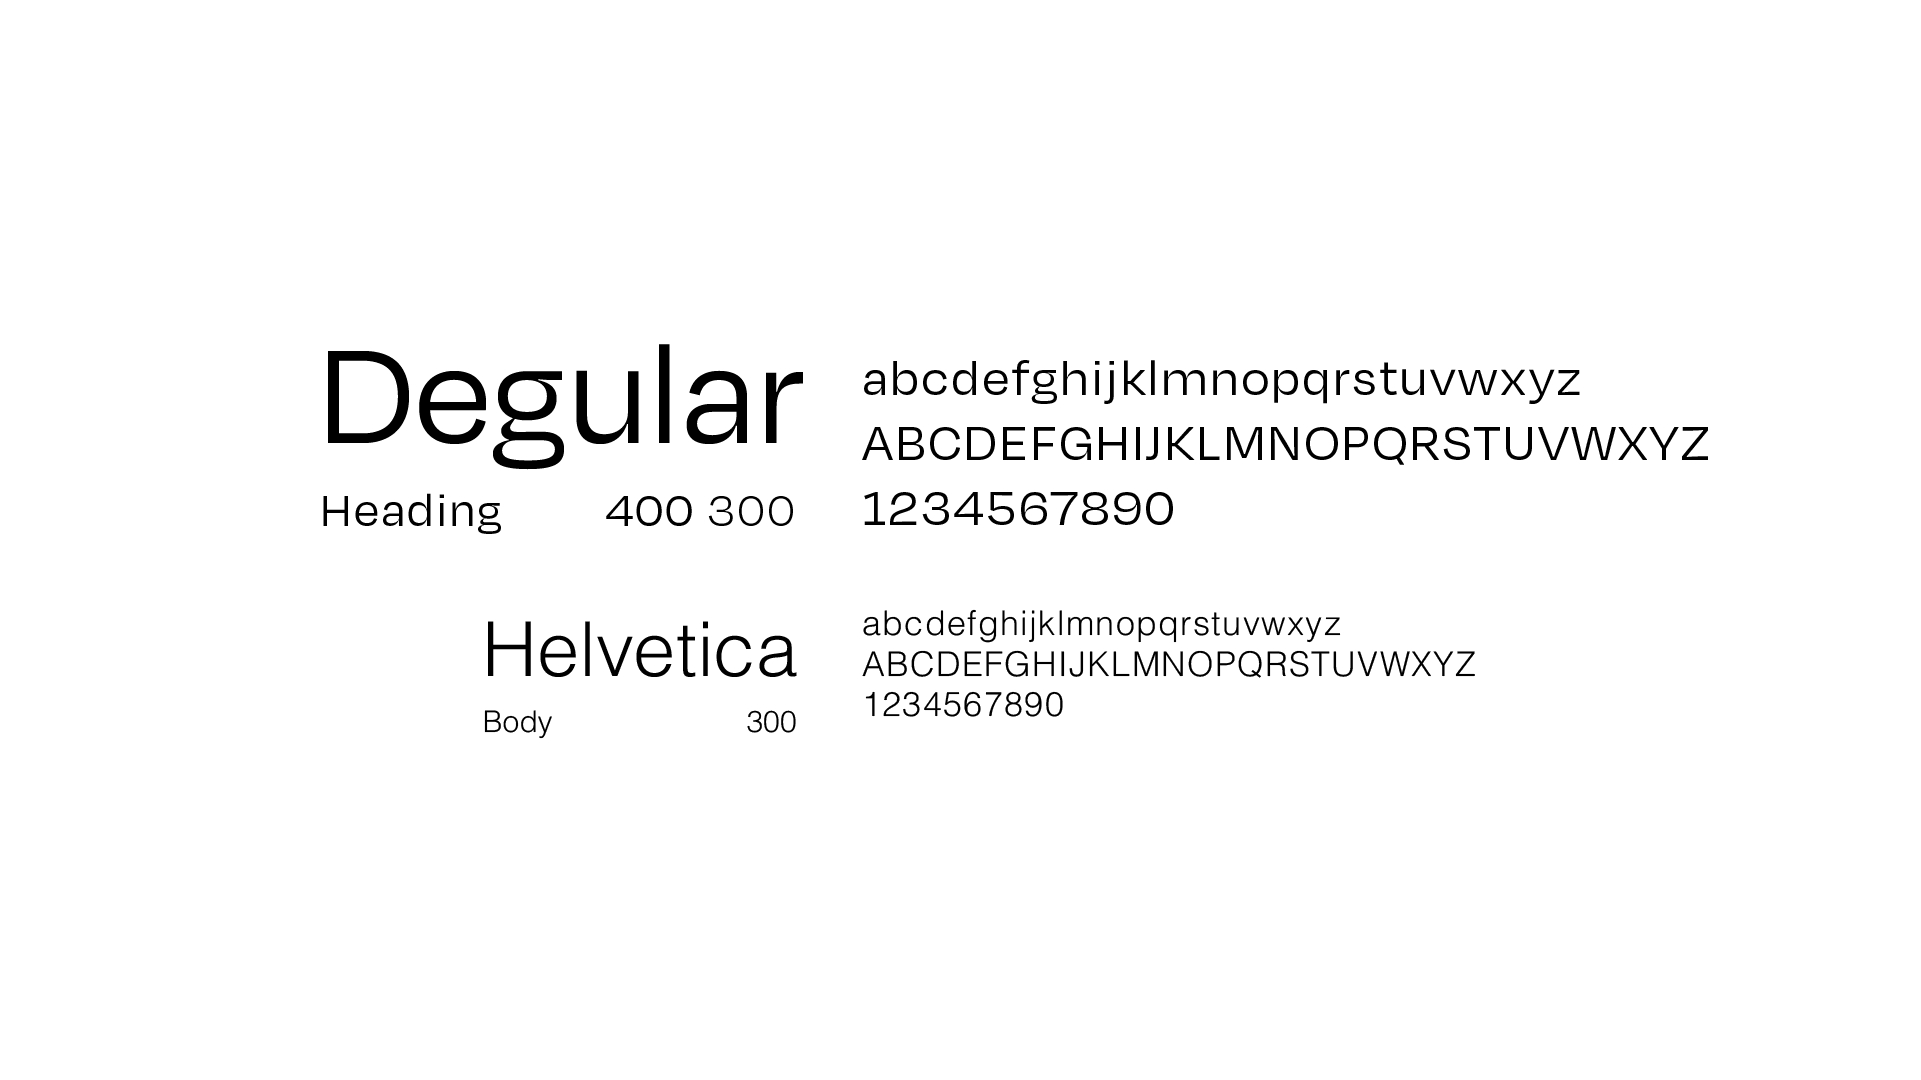 Degular
Heading 400 300
abcdefghijklmnopqrstuvwxyz
ABCDEFGHIJKLMNOPQRSTUVWXYZ
1234567890
Helvetica
Body 300
abcdefghijklmnopqrstuvwxyz
ABCDEFGHIJKLMNOPQRSTUVWXYZ
1234567890